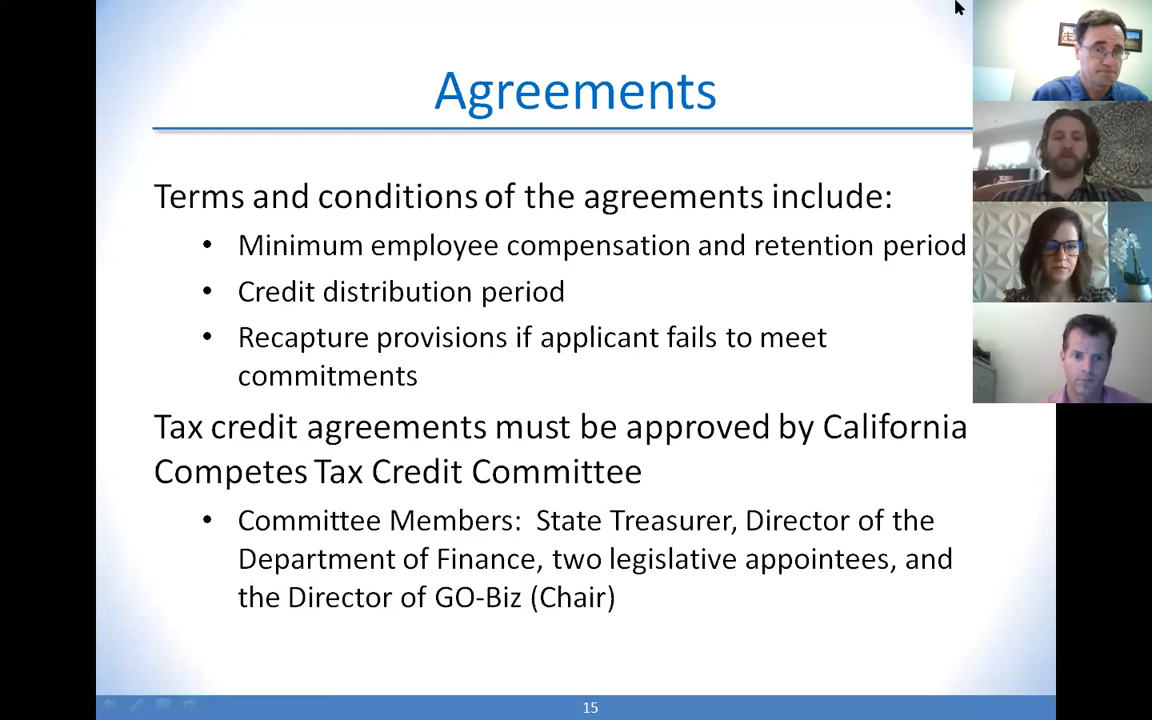 Agreements
Terms and conditions of the agreements include:
• Minimum employee compensation and retention period
• Credit distribution period
• Recapture provisions if applicant fails to meet
commitments
Tax credit agreements must be approved by California
Competes Tax Credit Committee
• Committee Members: State Treasurer, Director of the
Department of Finance, two legislative appointees, and
the Director of GO-Biz (Chair)
15